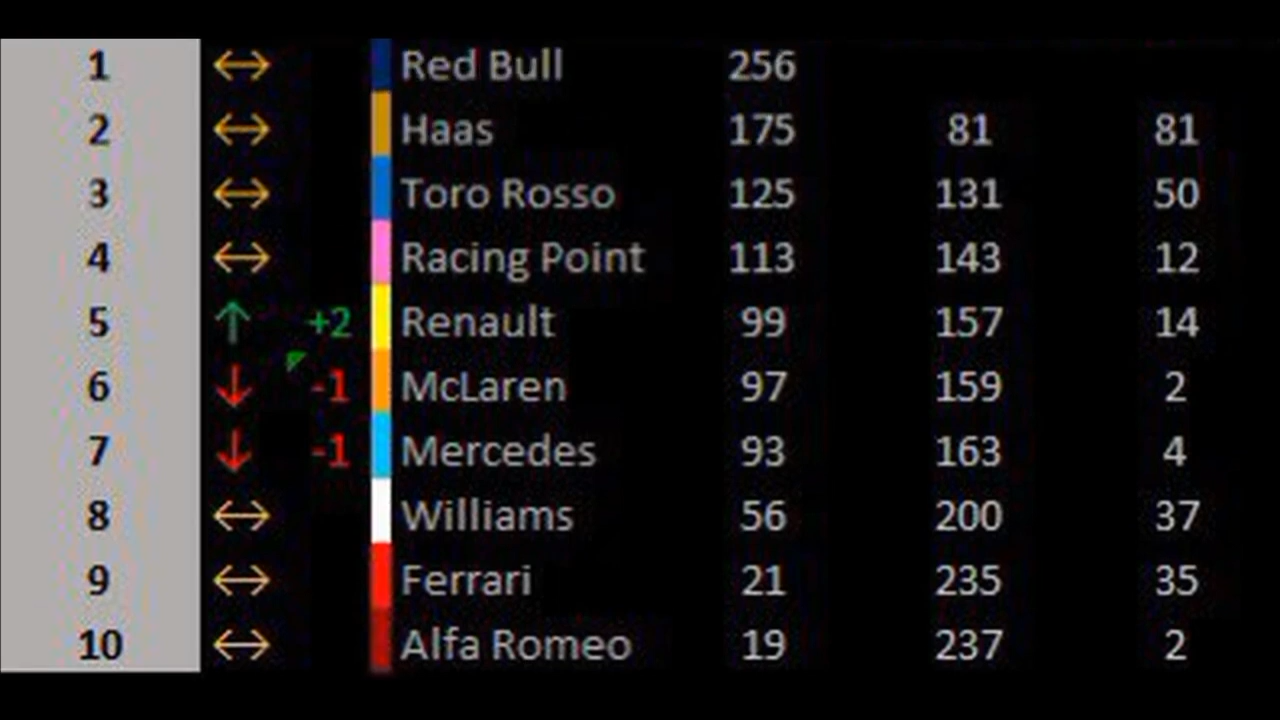 1 ↔ Red Bull 256
2 ↔ Haas 175 81 81
3 ↔ Toro Rosso 125 131 50
4 ↔ Racing Point 113 143 12
5 ↑ +2 Renault 99 157 14
6 ↓ -1 McLaren 97 159 2
7 ↓ -1 Mercedes 93 163 4
8 ↔ Williams 56 200 37
9 ↔ Ferrari 21 235 35
10 ↔ Alfa Romeo 19 237 2